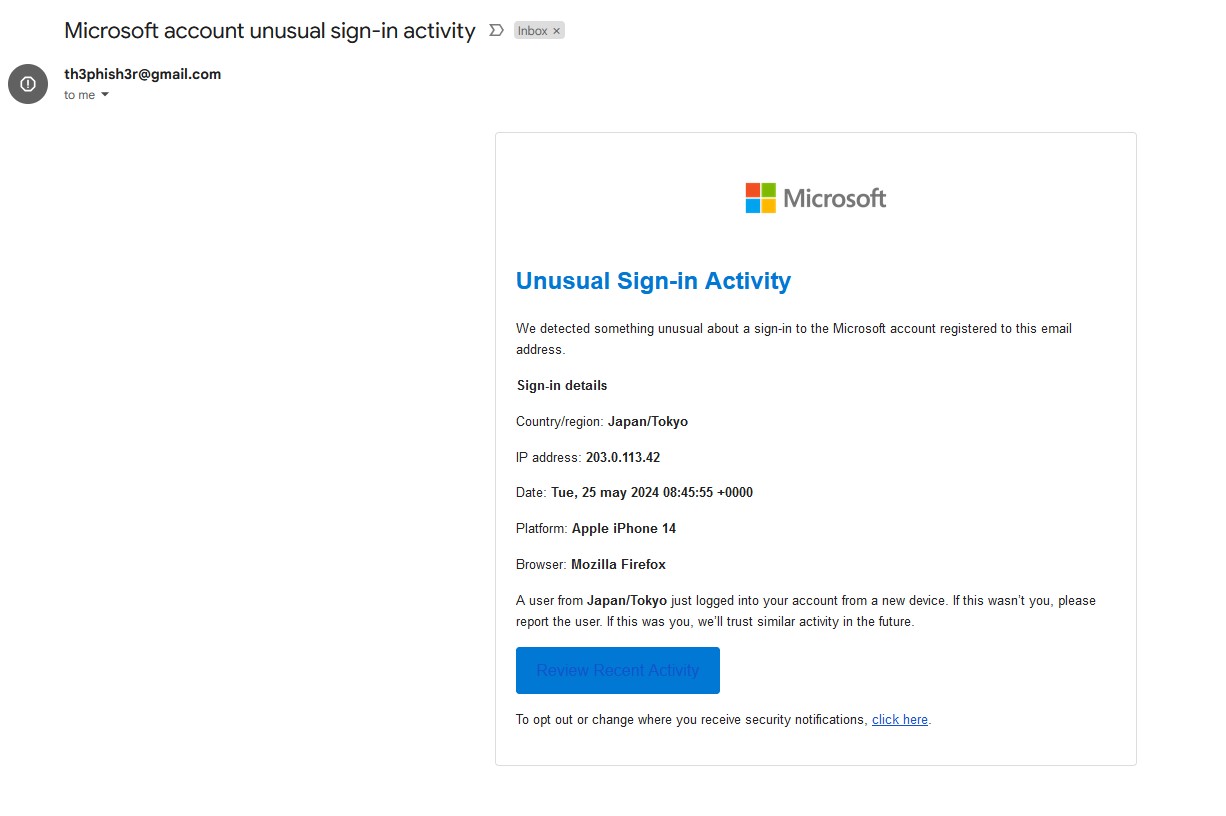 Microsoft account unusual sign-in activity
Inbox ×
th3phish3r@gmail.com
to me
Microsoft
Unusual Sign-in Activity
We detected something unusual about a sign-in to the Microsoft account registered to this email
address.
Sign-in details
Country/region: Japan/Tokyo
IP address: 203.0.113.42
Date: Tue, 25 may 2024 08:45:55 +0000
Platform: Apple iPhone 14
Browser: Mozilla Firefox
A user from Japan/Tokyo just logged into your account from a new device. If this wasn’t you, please
report the user. If this was you, we’ll trust similar activity in the future.
Review Recent Activity
To opt out or change where you receive security notifications, click here.